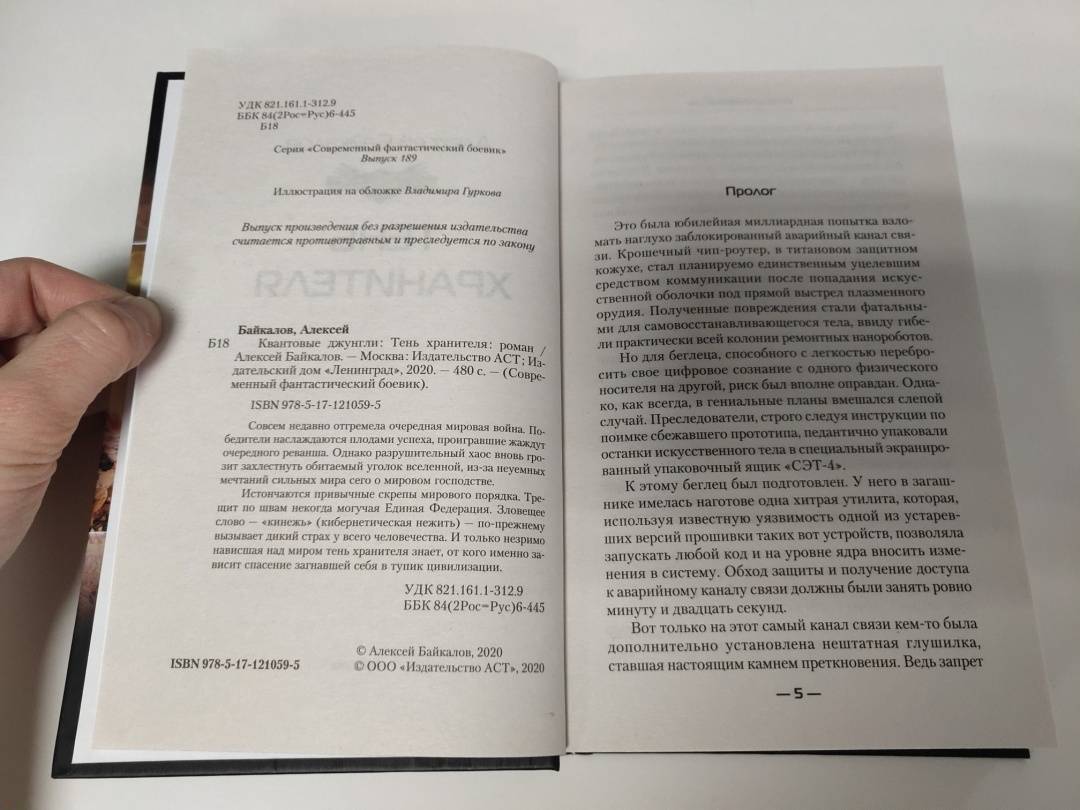 УДК 821.161.1-312.9
ББК 84(2Рос=Рус)6-445
Б18
Серия «Современный фантастический боевик»
Выпуск 189
Иллюстрация на обложке Владимира Гуркова
Выпуск произведения без разрешения издательства
считается противоправным и преследуется по закону
ХРАНИТЕЛЯ
Байкалов, Алексей
Б18 Квантовые джунгли: Тень хранителя: роман /
Алексей Байкалов. — Москва: Издательство АСТ; Из-
дательский дом «Ленинград», 2020. — 480 с. — (Совре-
менный фантастический боевик).
ISBN 978-5-17-121059-5
Совсем недавно отгремела очередная мировая война. По-
бедители наслаждаются плодами успеха, проигравшие жаждут
очередного реванша. Однако разрушительный хаос вновь гро-
зит захлестнуть обитаемый уголок вселенной, из-за неуемных
мечтаний сильных мира сего о мировом господстве.
Истончаются привычные скрепы мирового порядка. Тре-
щит по швам некогда могучая Единая Федерация. Зловещее
слово — «кинежь» (кибернетическая нежить) — по-прежнему
вызывает дикий страх у всего человечества. И только незримо
нависшая над миром тень хранителя знает, от кого именно за-
висит спасение загнавшей себя в тупик цивилизации.
УДК 821.161.1-312.9
ББК 84(2Рос=Рус)6-445
© Алексей Байкалов, 2020
ISBN 978-5-17-121059-5 © ООО «Издательство АСТ», 2020
Пролог
Это была юбилейная миллиардная попытка взло-
мать наглухо заблокированный аварийный канал свя-
зи. Крошечный чип-роутер, в титановом защитном
кожухе, стал планируемо единственным уцелевшим
средством коммуникации после попадания искус-
ственной оболочки под прямой выстрел плазменного
орудия. Полученные повреждения стали фатальны-
ми для самовосстанавливающегося тела, ввиду гибе-
ли практически всей колонии ремонтных нанороботов.
Но для беглеца, способного с легкостью перебро-
сить свое цифровое сознание с одного физического
носителя на другой, риск был вполне оправдан. Одна-
ко, как всегда, в гениальные планы вмешался слепой
случай. Преследователи, строго следуя инструкции по
поимке сбежавшего прототипа, педантично упаковали
останки искусственного тела в специальный экраниро-
ванный упаковочный ящик «СЭТ-4».
К этому беглец был подготовлен. У него в загаш-
нике имелась наготове одна хитрая утилита, которая,
используя известную уязвимость одной из устарев-
ших версий прошивки таких вот устройств, позволяла
запускать любой код и на уровне ядра вносить изме-
нения в систему. Обход защиты и получение доступа
к аварийному каналу связи должны были занять ровно
минуту и двадцать секунд.
Вот только на этот самый канал связи кем-то была
дополнительно установлена нештатная глушилка,
ставшая настоящим камнем преткновения. Ведь запрет
— 5 —